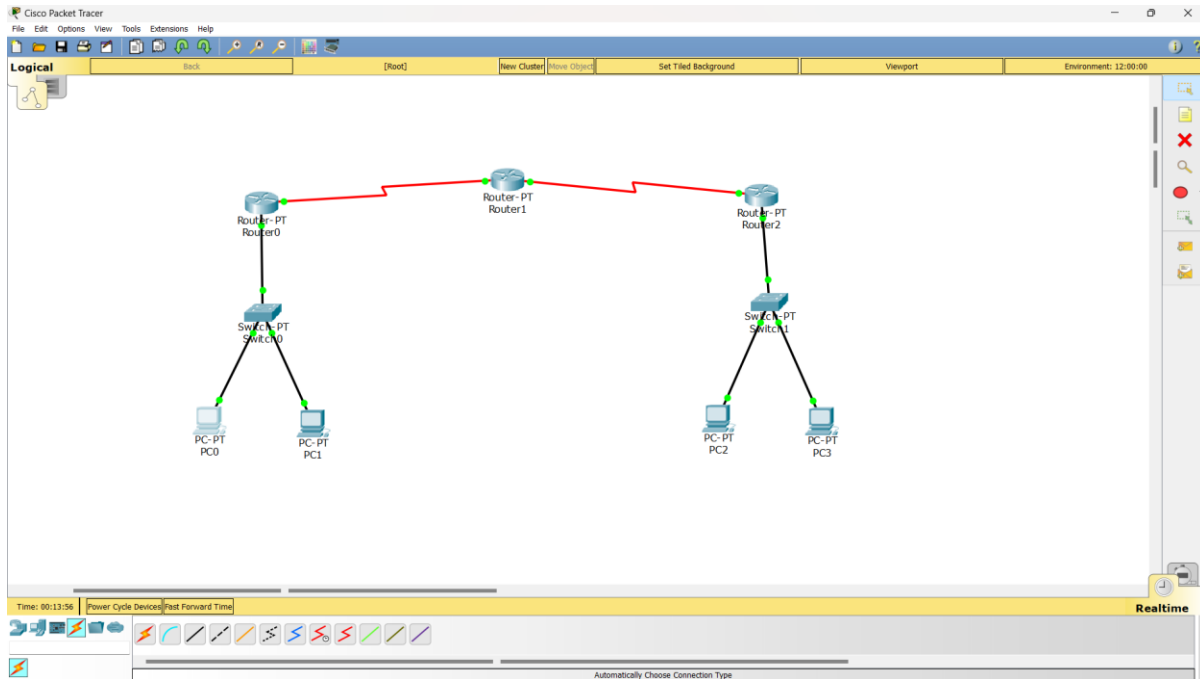 Cisco Packet Tracer
File Edit Options View Tools Extensions Help
Logical
Back
[Root]
New Cluster
Move Object
Set Tiled Background
Viewport
Environment: 12:00:00
Router-PT
Router1
Router-PT
Router0
Router-PT
Router2
Switch-PT
Switch0
Switch-PT
Switch1
PC-PT
PC0
PC-PT
PC1
PC-PT
PC2
PC-PT
PC3
Time: 00:13:56
Power Cycle Devices
Fast Forward Time
Realtime
Automatically Choose Connection Type